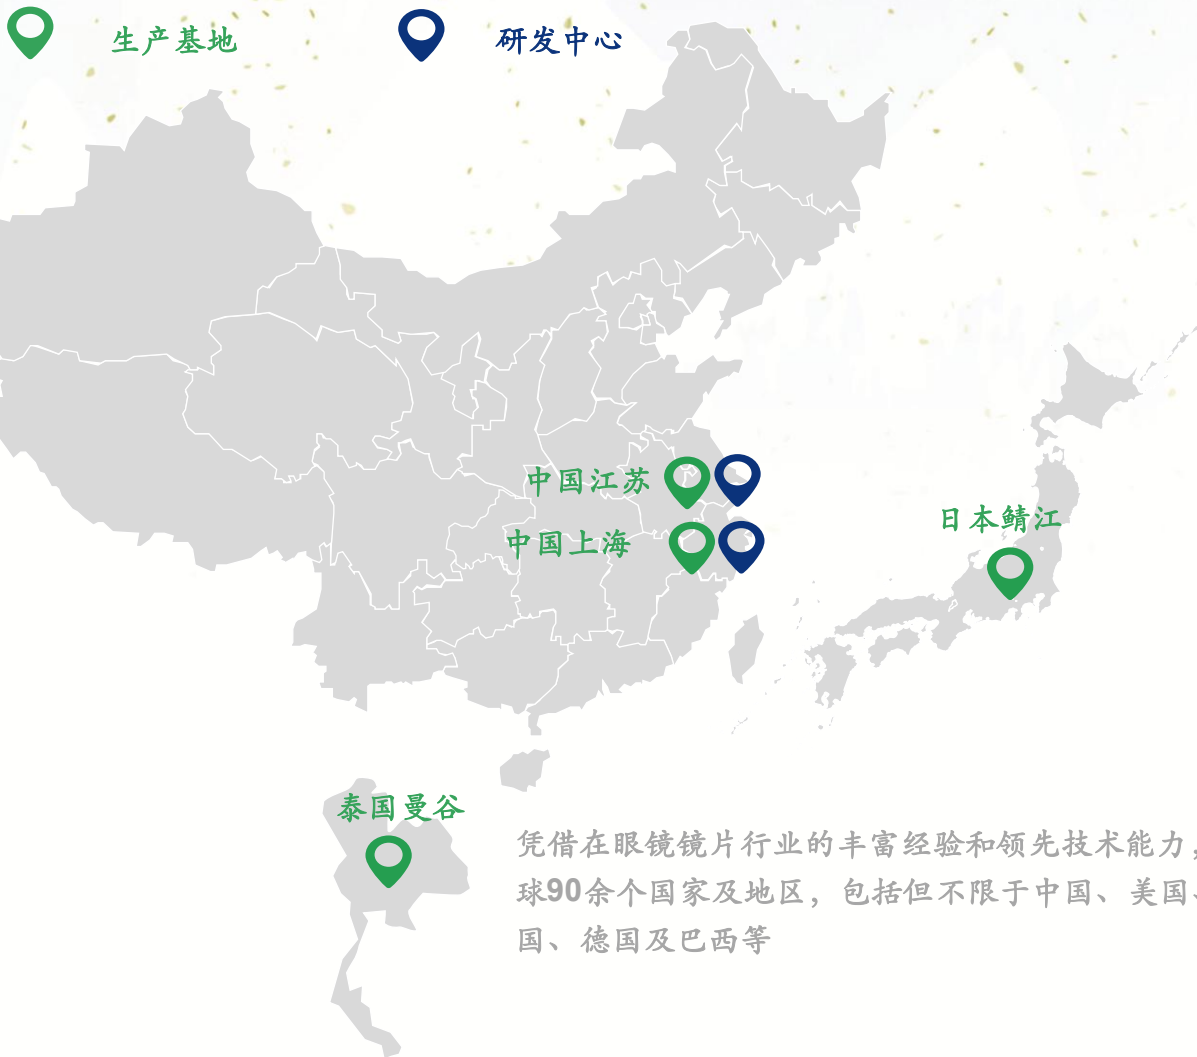 生产基地
研发中心
中国江苏
日本鲭江
中国上海
泰国曼谷
凭借在眼镜镜片行业的丰富经验和领先技术能力，
球90余个国家及地区，包括但不限于中国、美国、
国、德国及巴西等